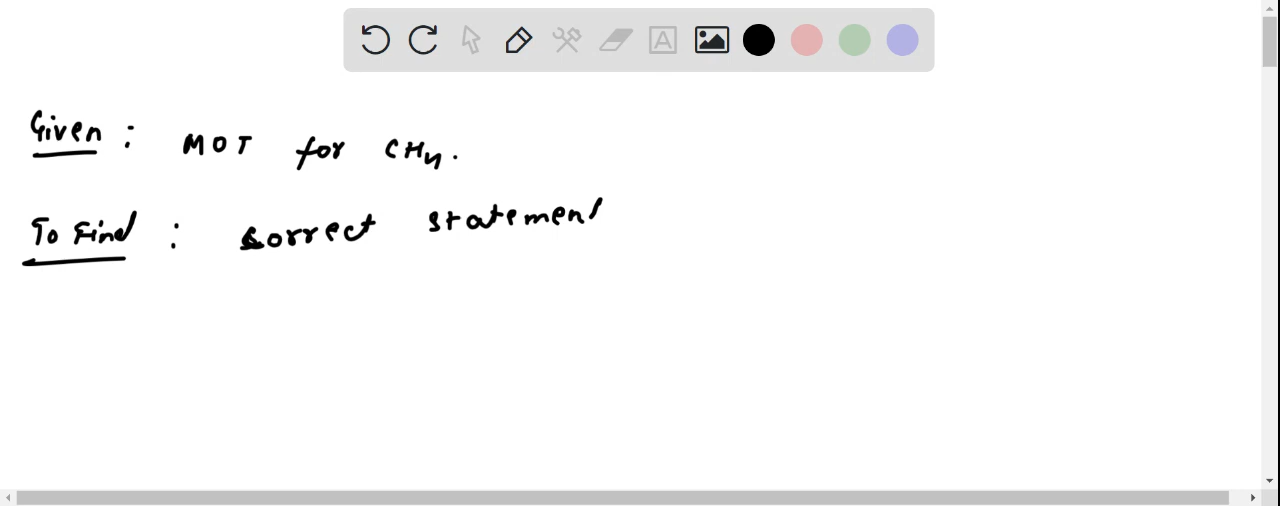 Given : MOT for CH4.
To Find : correct statement